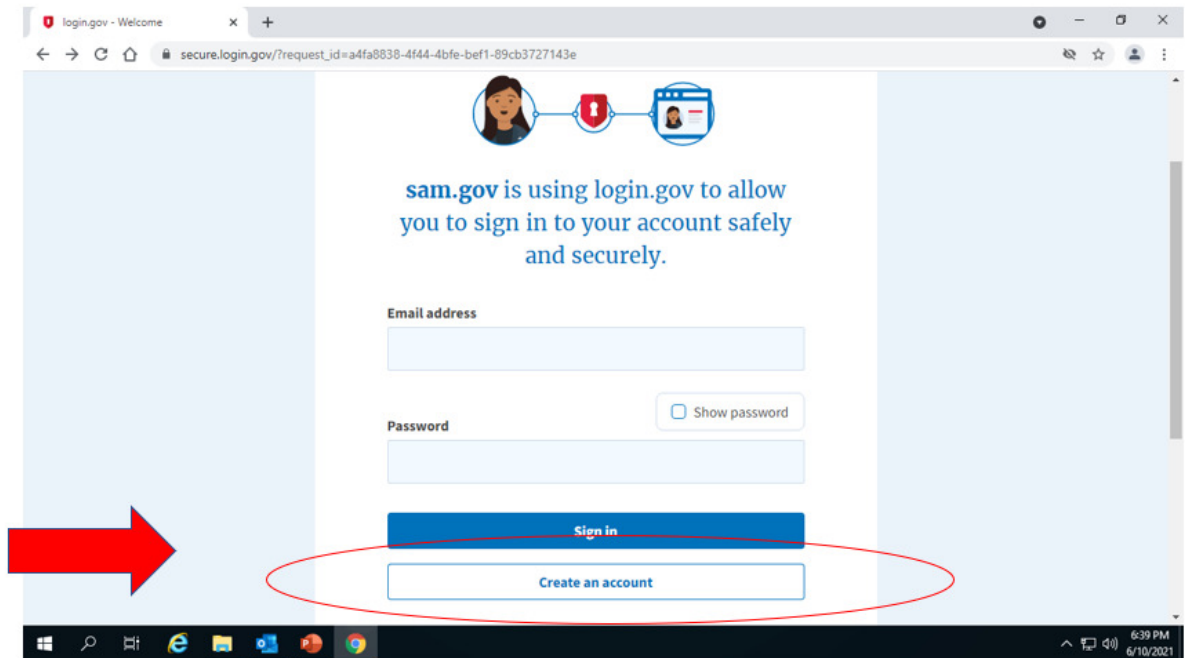 login.gov - Welcome
secure.login.gov/?request_id=a4fa8838-4f44-4bfe-bef1-89cb3727143e
sam.gov is using login.gov to allow
you to sign in to your account safely
and securely.
Email address
Show password
Password
Sign in
Create an account
6:39 PM
6/10/2021